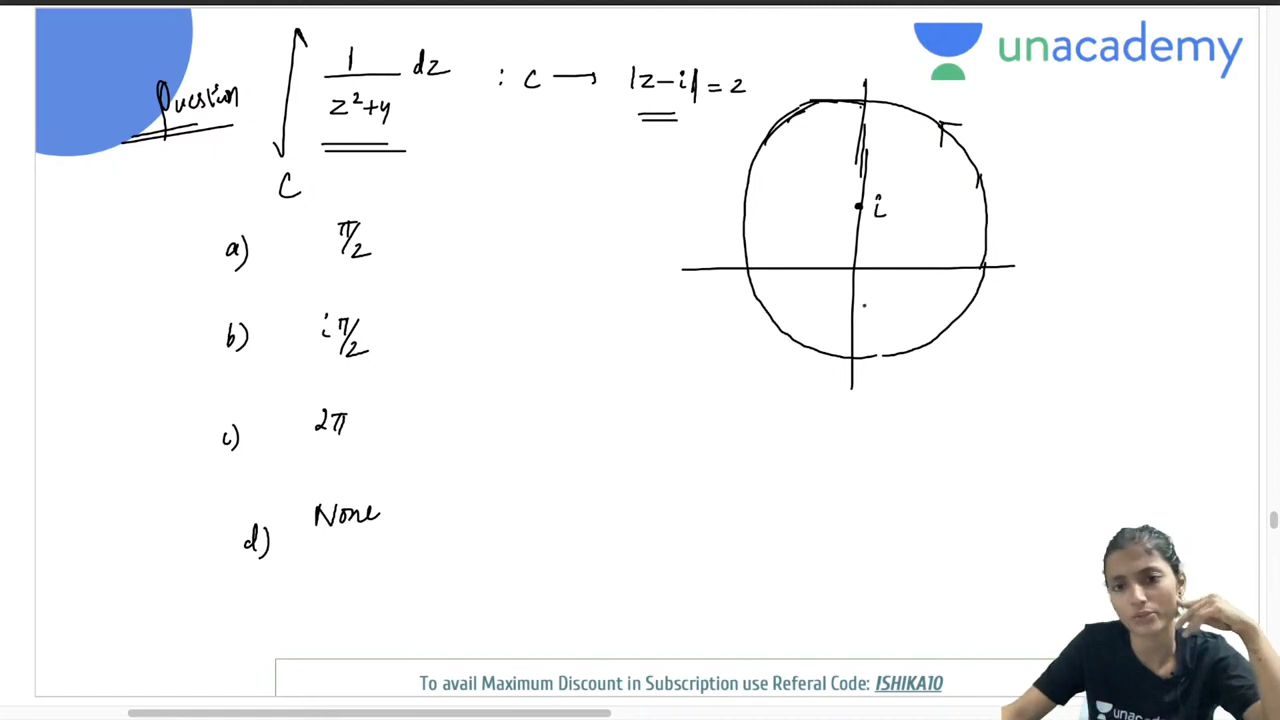 unacademy
Question ∫ 1/(z²+4) dz : C → |z-i| = 2
C
i
a) π/2
b) iπ/2
c) 2π
d) None
unac
To avail Maximum Discount in Subscription use Referal Code: ISHIKA10